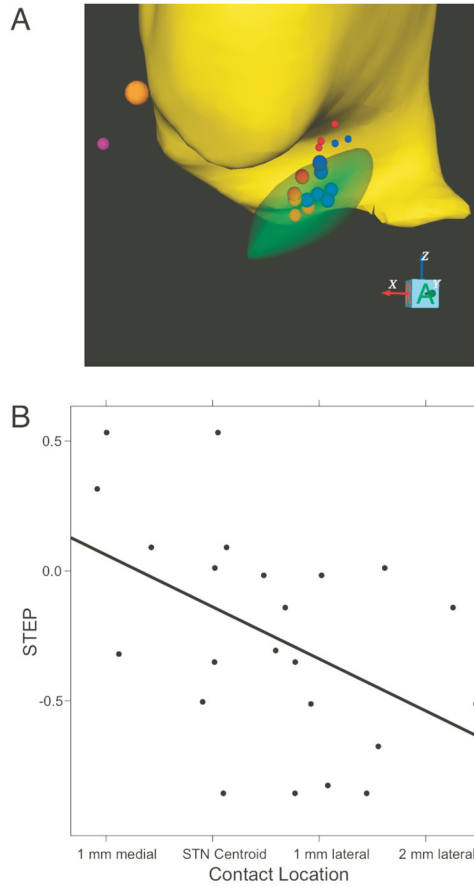 A
Z
X
Y
A
B
0.5
0.0
-0.5
STEP
1 mm medial STN Centroid 1 mm lateral 2 mm lateral
Contact Location